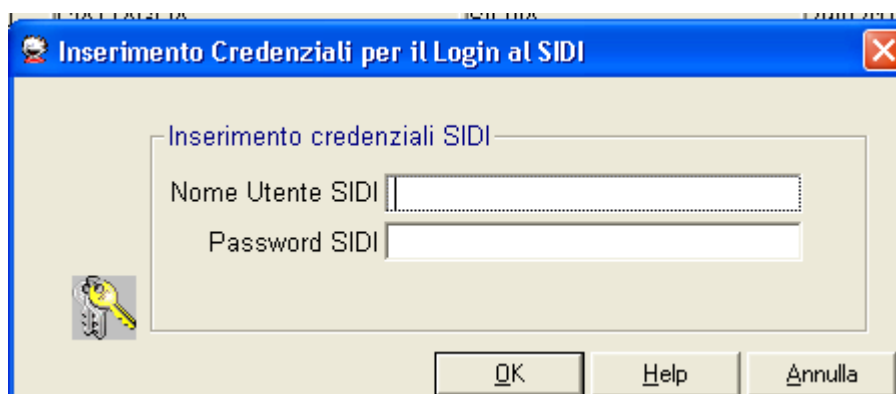 Inserimento Credenziali per il Login al SIDI
Inserimento credenziali SIDI
Nome Utente SIDI
Password SIDI
OK Help Annulla